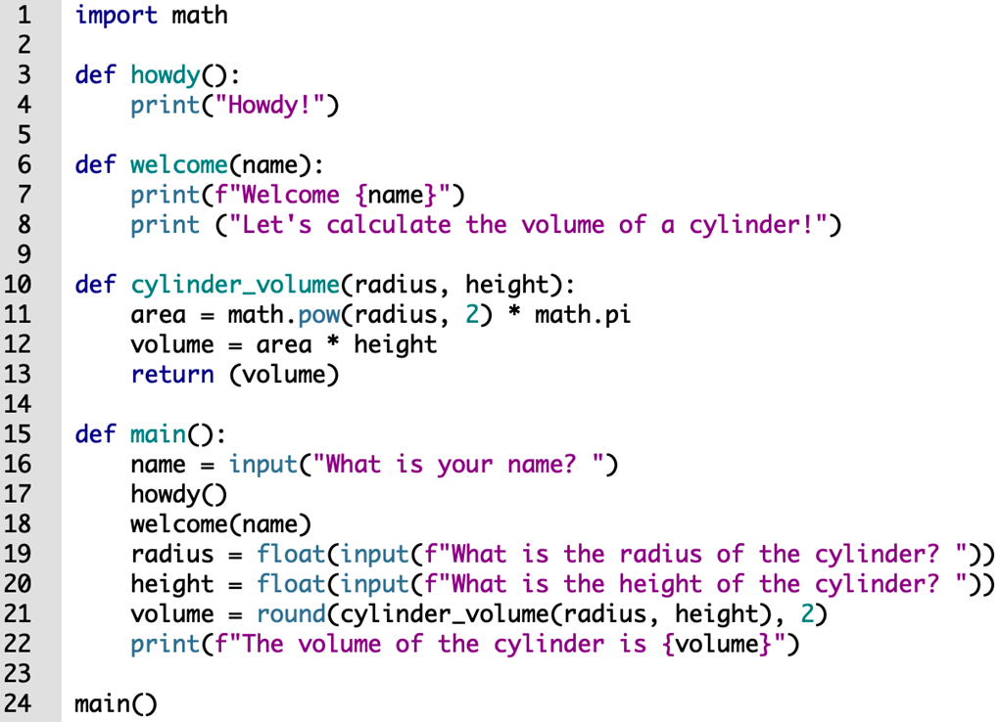 1 import math
2
3 def howdy():
4     print("Howdy!")
5
6 def welcome(name):
7     print(f"Welcome {name}")
8     print ("Let's calculate the volume of a cylinder!")
9
10 def cylinder_volume(radius, height):
11     area = math.pow(radius, 2) * math.pi
12     volume = area * height
13     return (volume)
14
15 def main():
16     name = input("What is your name? ")
17     howdy()
18     welcome(name)
19     radius = float(input(f"What is the radius of the cylinder? "))
20     height = float(input(f"What is the height of the cylinder? "))
21     volume = round(cylinder_volume(radius, height), 2)
22     print(f"The volume of the cylinder is {volume}")
23
24 main()